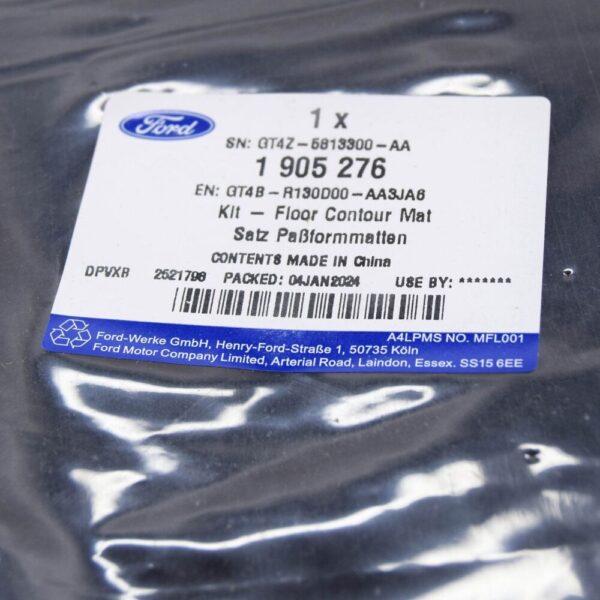 Ford
1 x
SN: GT4Z-5813300-AA
1 905 276
EN: GT4B - R130D00 - AA3JA6
Kit - Floor Contour Mat
Satz Paßformmatten
CONTENTS MADE IN China
DPVXR 2521798 PACKED: 04JAN2024 USE BY: *******
A4LPMS NO. MFL001
Ford-Werke GmbH, Henry-Ford-Straße 1, 50735 Köln
Ford Motor Company Limited, Arterial Road, Laindon, Essex. SS15 6EE